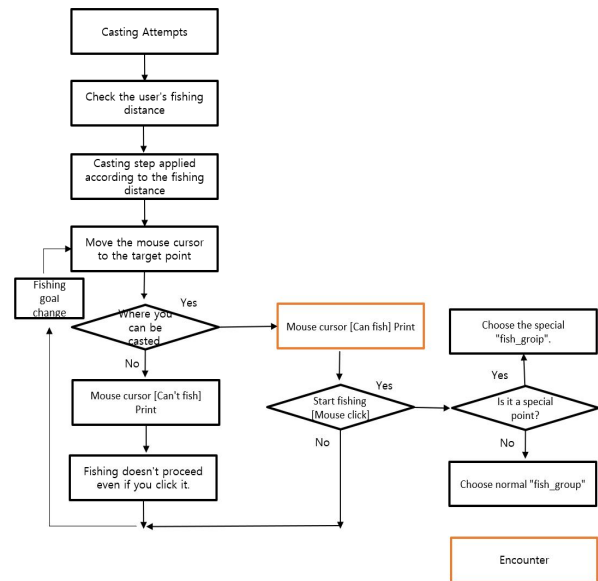 Casting Attempts
Check the user's fishing
distance
Casting step applied
according to the fishing
distance
Move the mouse cursor
to the target point
Fishing
goal
change
Where you
can be
casted
Yes
No
Mouse cursor [Can fish] Print
Mouse cursor [Can't fish]
Print
Fishing doesn't proceed
even if you click it.
Start fishing
[Mouse click]
Yes
No
Choose the special
"fish_groip".
Yes
Is it a special
point?
No
Choose normal "fish_group"
Encounter